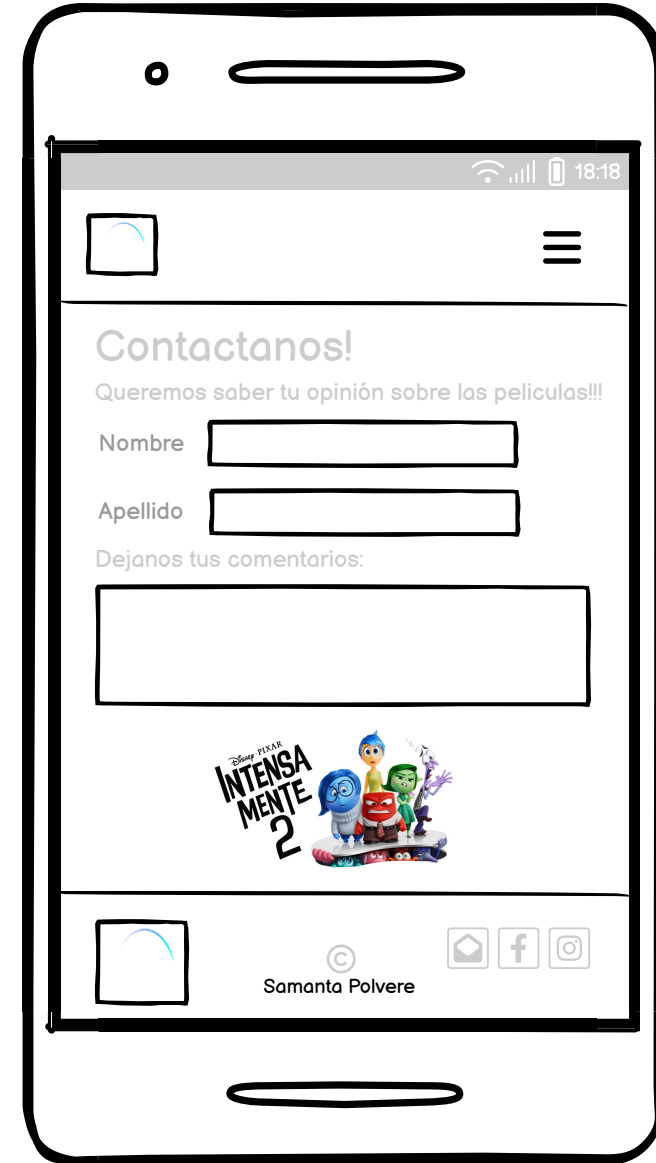 18:18
Contactanos!
Queremos saber tu opinión sobre las peliculas!!!
Nombre
Apellido
Dejanos tus comentarios:
Disney · PIXAR
INTENSA
MENTE
2
©
Samanta Polvere